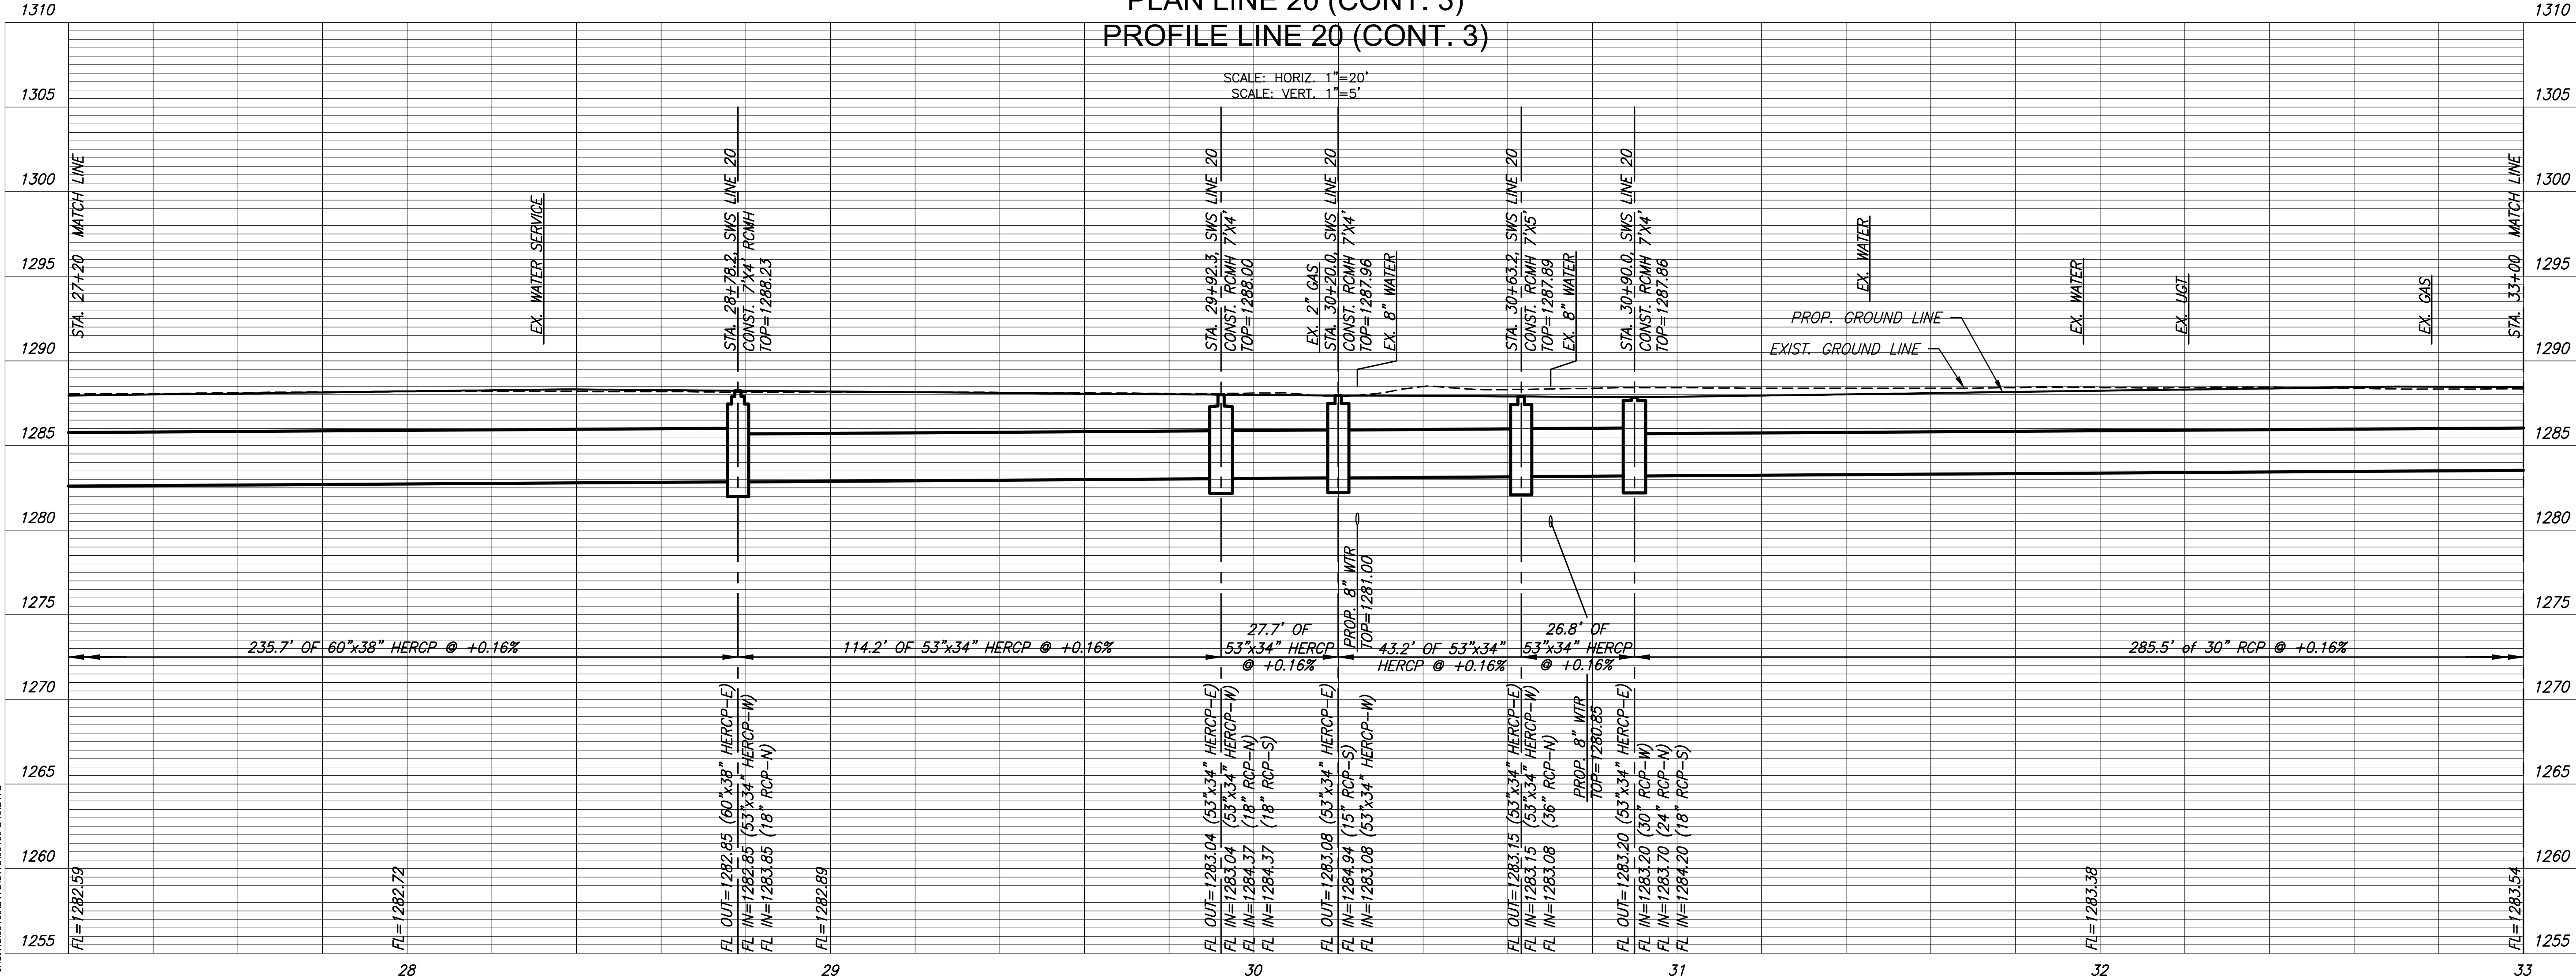 PLAN LINE 20 (CONT. 3)
PROFILE LINE 20 (CONT. 3)
SCALE: HORIZ. 1"=20'
SCALE: VERT. 1"=5'
1310
1305
1300
1295
1290
1285
1280
1275
1270
1265
1260
1255
1310
1305
1300
1295
1290
1285
1280
1275
1270
1265
1260
1255
STA. 27+20 MATCH LINE
EX. WATER SERVICE
STA. 28+78.2, SWS LINE 20
CONST. 7'X4' RCMH
TOP=1288.23
STA. 29+92.3, SWS LINE 20
CONST. RCMH 7'X4'
TOP=1288.00
EX. 2" GAS
STA. 30+20.0, SWS LINE 20
CONST. RCMH 7'X4'
TOP=1287.96
EX. 8" WATER
STA. 30+63.2, SWS LINE 20
CONST. RCMH 7'X5'
TOP=1287.89
EX. 8" WATER
STA. 30+90.0, SWS LINE 20
CONST. RCMH 7'X4'
TOP=1287.86
EX. WATER
PROP. GROUND LINE
EXIST. GROUND LINE
EX. WATER
EX. UGT
EX. GAS
STA. 33+00 MATCH LINE
PROP. 8" WTR
TOP=1281.00
235.7' OF 60"x38" HERCP @ +0.16%
114.2' OF 53"x34" HERCP @ +0.16%
27.7' OF
53"x34" HERCP
@ +0.16%
43.2' OF 53"x34"
HERCP @ +0.16%
26.8' OF
53"x34" HERCP
@ +0.16%
285.5' of 30" RCP @ +0.16%
PROP. 8" WTR
TOP=1280.85
FL=1282.59
FL=1282.72
FL OUT=1282.85 (60"x38" HERCP-E)
FL IN=1282.85 (53"x34" HERCP-W)
FL IN=1283.85 (18" RCP-N)
FL=1282.89
FL OUT=1283.04 (53"x34" HERCP-E)
FL IN=1283.04 (53"x34" HERCP-W)
FL IN=1284.37 (18" RCP-N)
FL IN=1284.37 (18" RCP-S)
FL OUT=1283.08 (53"x34" HERCP-E)
FL IN=1284.94 (15" RCP-S)
FL IN=1283.08 (53"x34" HERCP-W)
FL OUT=1283.15 (53"x34" HERCP-E)
FL IN=1283.15 (53"x34" HERCP-W)
FL IN=1283.08 (36" RCP-N)
FL OUT=1283.20 (53"x34" HERCP-E)
FL IN=1283.20 (30" RCP-W)
FL IN=1283.70 (24" RCP-N)
FL IN=1284.20 (18" RCP-S)
FL=1283.38
FL=1283.54
28
29
30
31
32
33